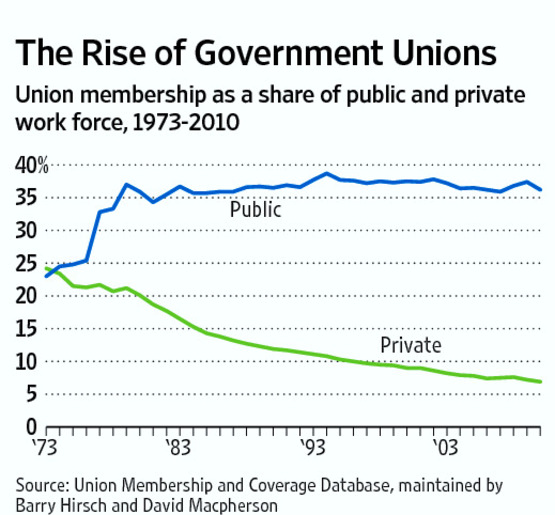 The Rise of Government Unions
Union membership as a share of public and private
work force, 1973-2010
40%
35
Public
30
25
20
15
Private
10
5
0
‘73 ‘83 ‘93 ‘03
Source: Union Membership and Coverage Database, maintained by
Barry Hirsch and David Macpherson